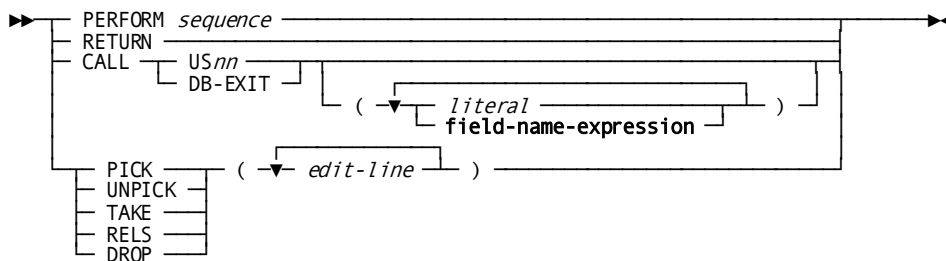 PERFORM sequence
RETURN
CALL USnn
DB-EXIT
( literal )
field-name-expression
PICK ( edit-line )
UNPICK
TAKE
RELS
DROP